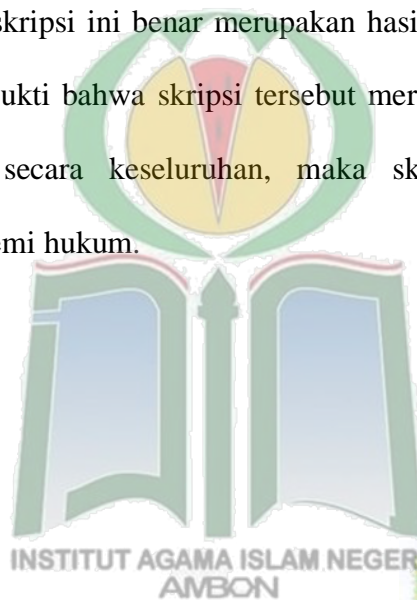 skripsi ini benar merupakan hasi
ukti bahwa skripsi tersebut mer
secara keseluruhan, maka sk
emi hukum.
INSTITUT AGAMA ISLAM NEGER
AMBON